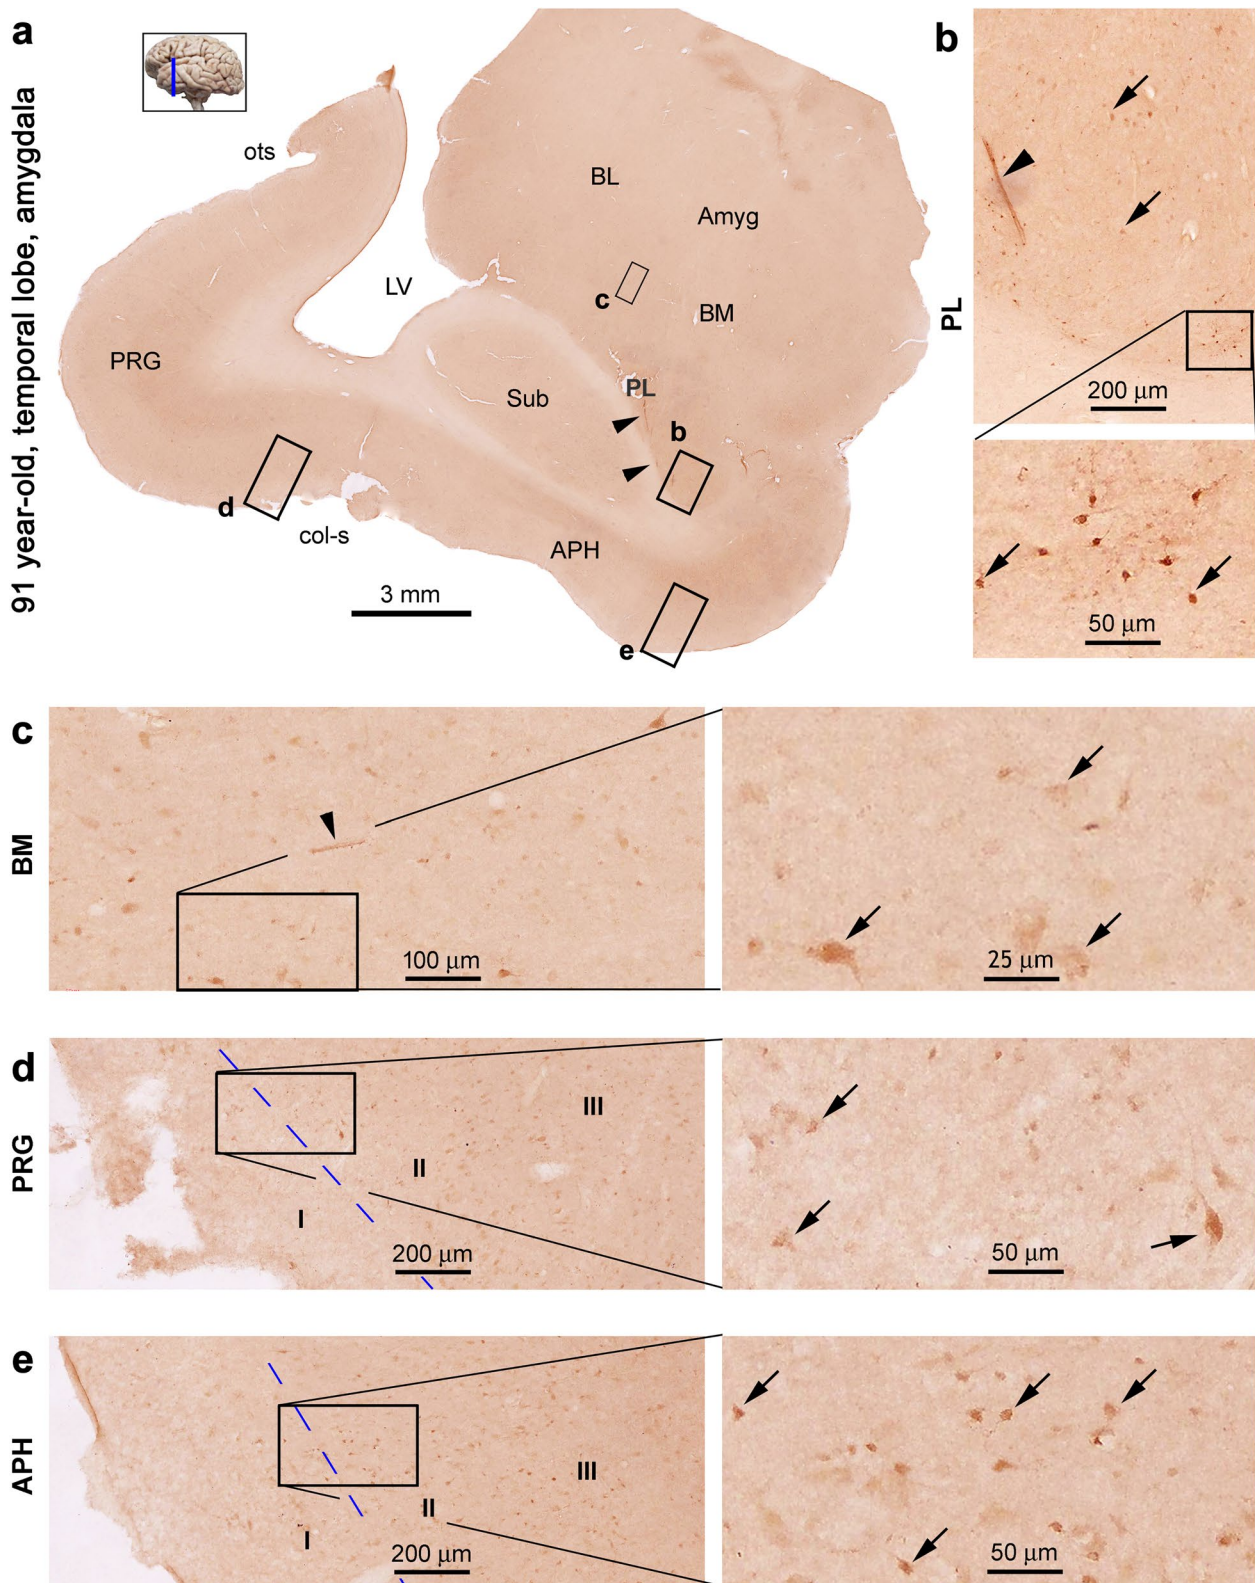 a
91 year-old, temporal lobe, amygdala
ots
BL
Amyg
LV
c
BM
PRG
PL
Sub
b
d
col-s
APH
3 mm
e
b
PL
200 μm
50 μm
c
BM
100 μm
25 μm
d
PRG
III
II
I
200 μm
50 μm
e
APH
III
II
I
200 μm
50 μm